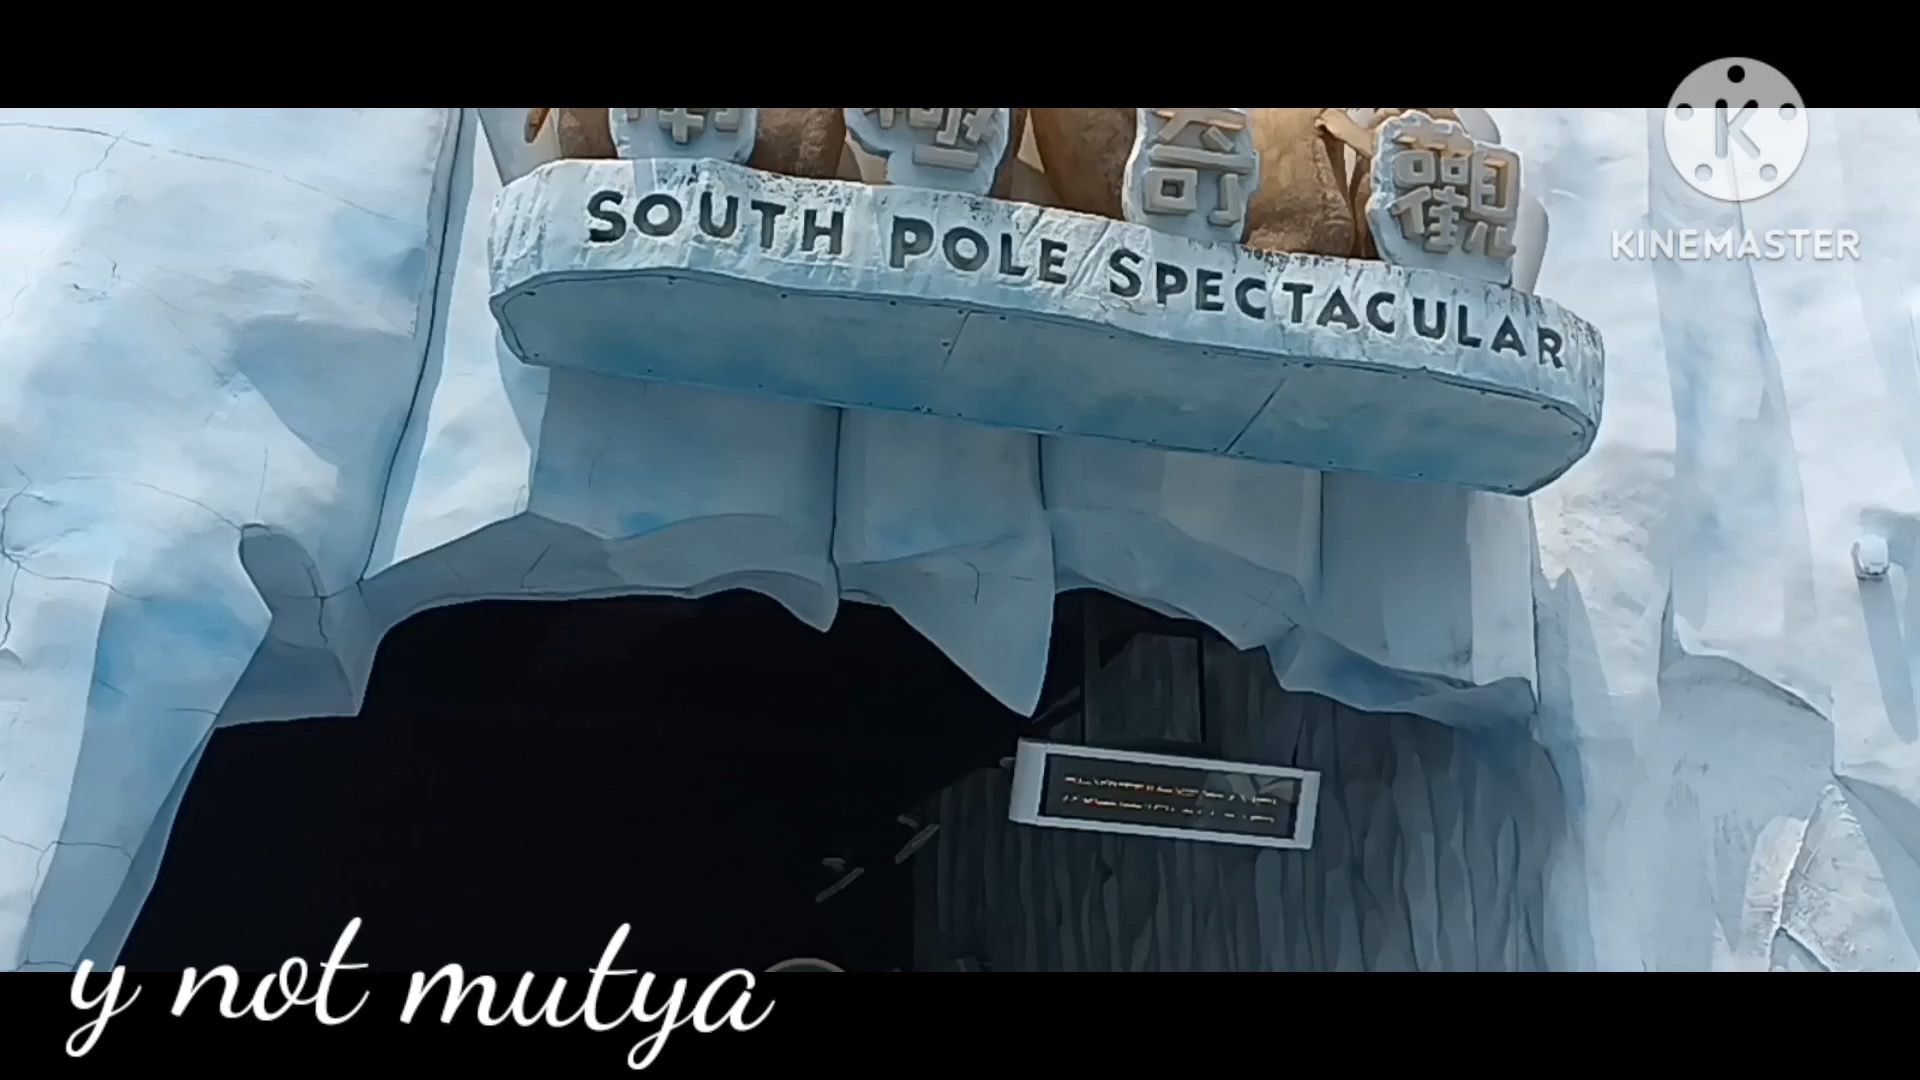 南極奇觀
SOUTH POLE SPECTACULAR
K
KINEMASTER
y not mutya